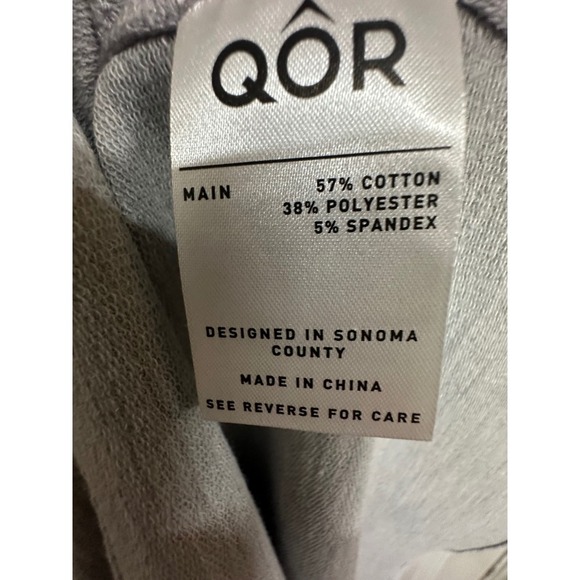 QÔR
MAIN 57% COTTON
38% POLYESTER
5% SPANDEX
DESIGNED IN SONOMA
COUNTY
MADE IN CHINA
SEE REVERSE FOR CARE